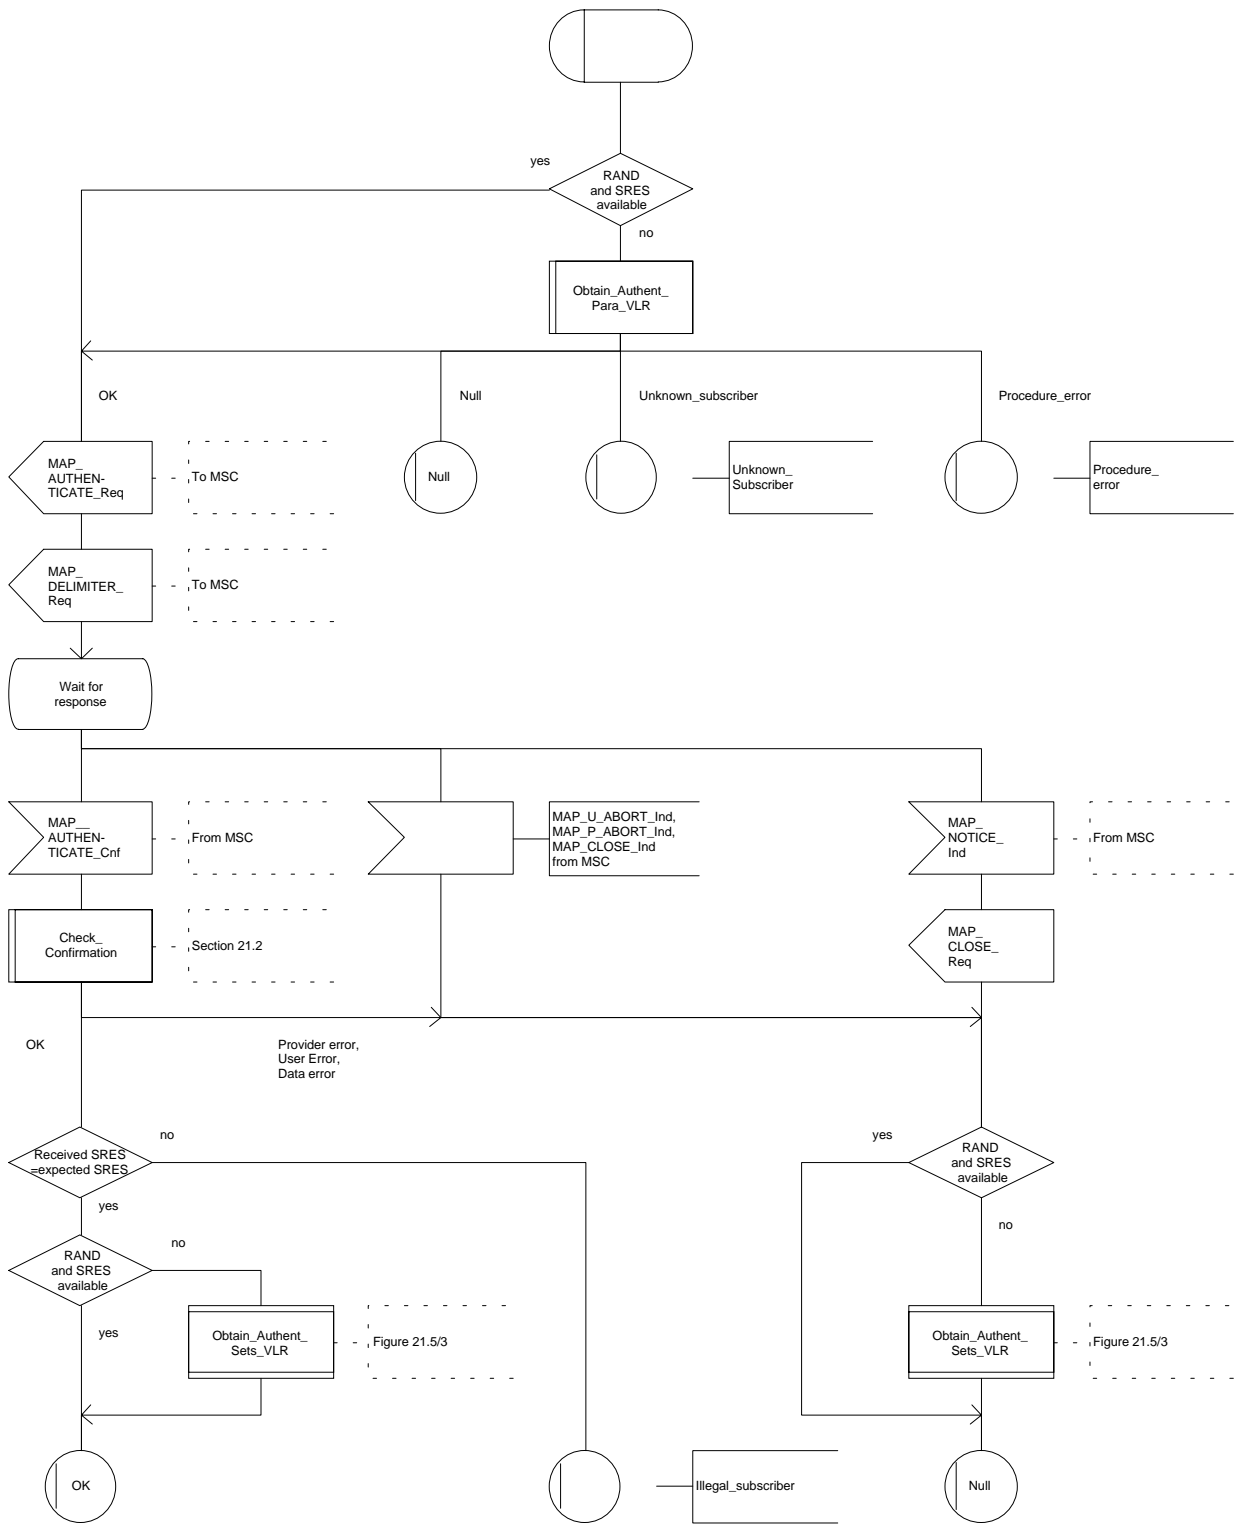 yes
RAND
and SRES
available
no
Obtain_Authent_
Para_VLR
OK
Null
Unknown_subscriber
Procedure_error
MAP_
AUTHEN-
TICATE_Req
To MSC
Null
Unknown_
Subscriber
Procedure_
error
MAP_
DELIMITER_
Req
To MSC
Wait for
response
MAP__
AUTHEN-
TICATE_Cnf
From MSC
MAP_U_ABORT_Ind,
MAP_P_ABORT_Ind,
MAP_CLOSE_Ind
from MSC
MAP_
NOTICE_
Ind
From MSC
Check_
Confirmation
Section 21.2
MAP_
CLOSE_
Req
OK
Provider error,
User Error,
Data error
Received SRES
=expected SRES
no
yes
yes
RAND
and SRES
available
no
RAND
and SRES
available
no
yes
Obtain_Authent_
Sets_VLR
Figure 21.5/3
Obtain_Authent_
Sets_VLR
Figure 21.5/3
OK
Illegal_subscriber
Null